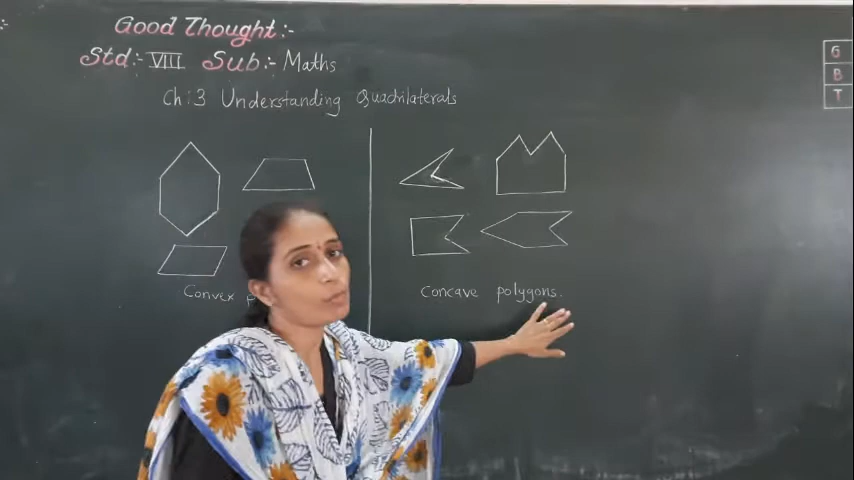 Good Thought:-
Std:- VIII Sub:- Maths
Ch:3 Understanding Quadrilaterals
Convex
Concave polygons.
G
B
T